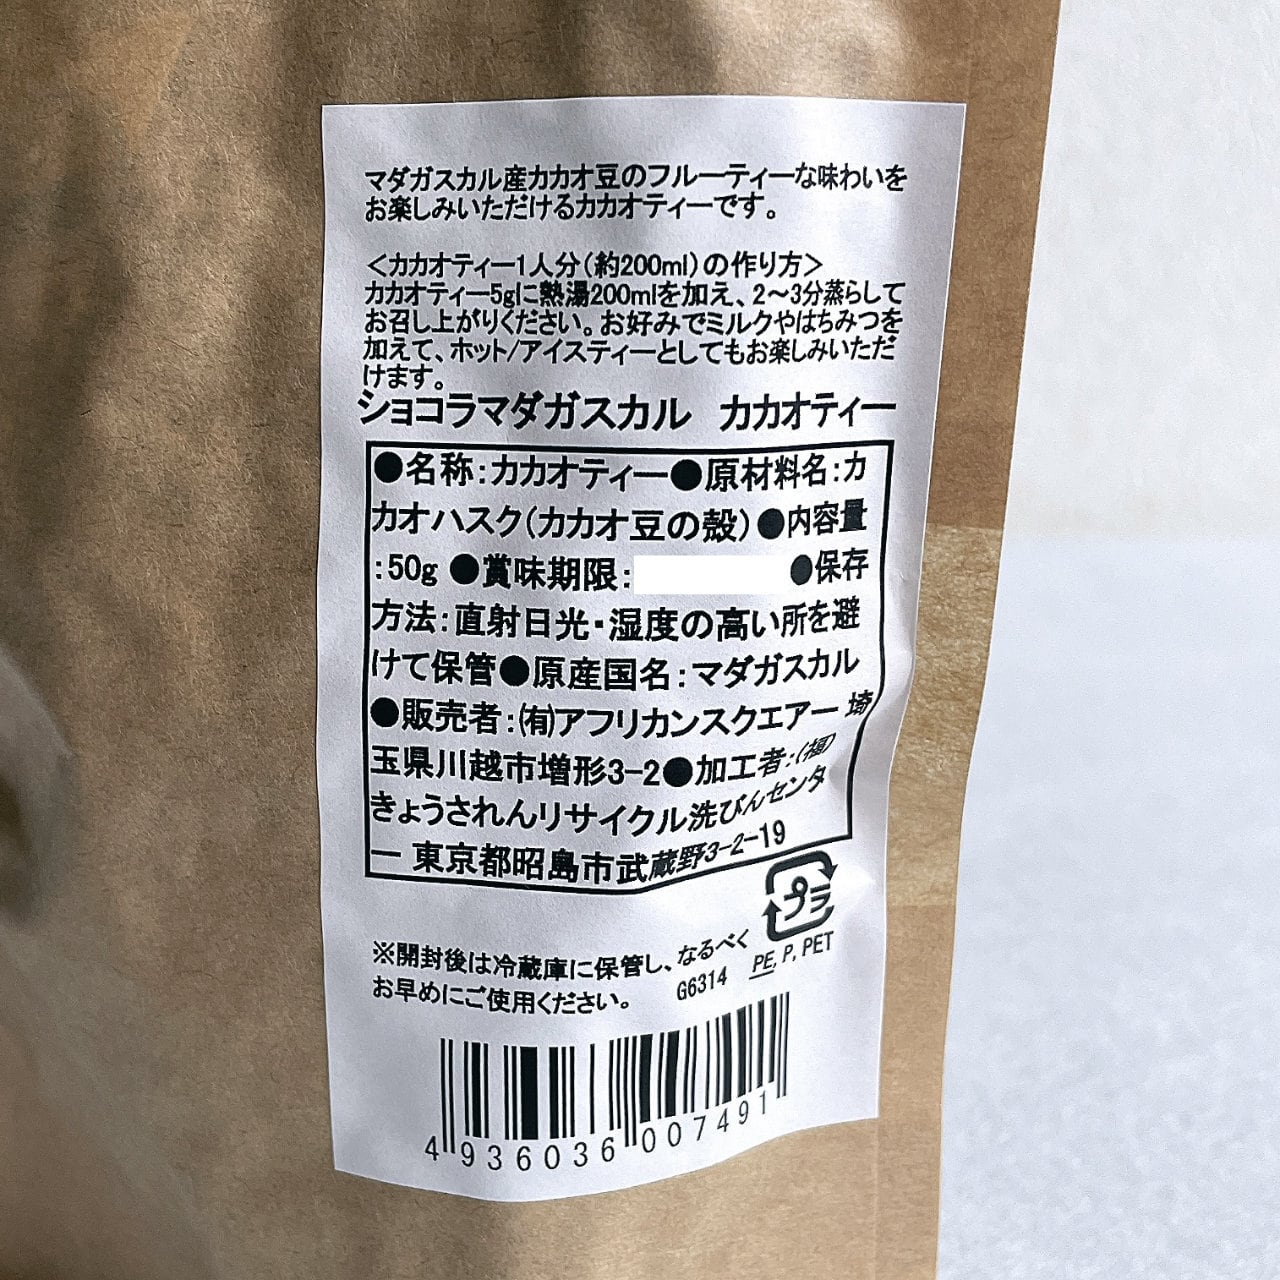 マダガスカル産カカオ豆のフルーティーな味わいを
お楽しみいただけるカカオティーです。
＜カカオティー1人分(約200ml)の作り方＞
カカオティー5gに熱湯200mlを加え、2～3分蒸らして
お召し上がりください。お好みでミルクやはちみつを
加えて、ホット/アイスティーとしてもお楽しみいただ
けます。
ショコラマダガスカル　カカオティー
●名称：カカオティー●原材料名：カ
カオハスク(カカオ豆の殻)●内容量
：50g ●賞味期限： ●保存
方法：直射日光・湿度の高い所を避
けて保管●原産国名：マダガスカル
●販売者：(有)アフリカンスクエアー 埼
玉県川越市増形3-2●加工者：(福)
きょうされんリサイクル洗びんセンタ
ー 東京都昭島市武蔵野3-2-19
プラ
PE, P, PET
※開封後は冷蔵庫に保管し、なるべく
お早めにご使用ください。
G6314
4936036007491